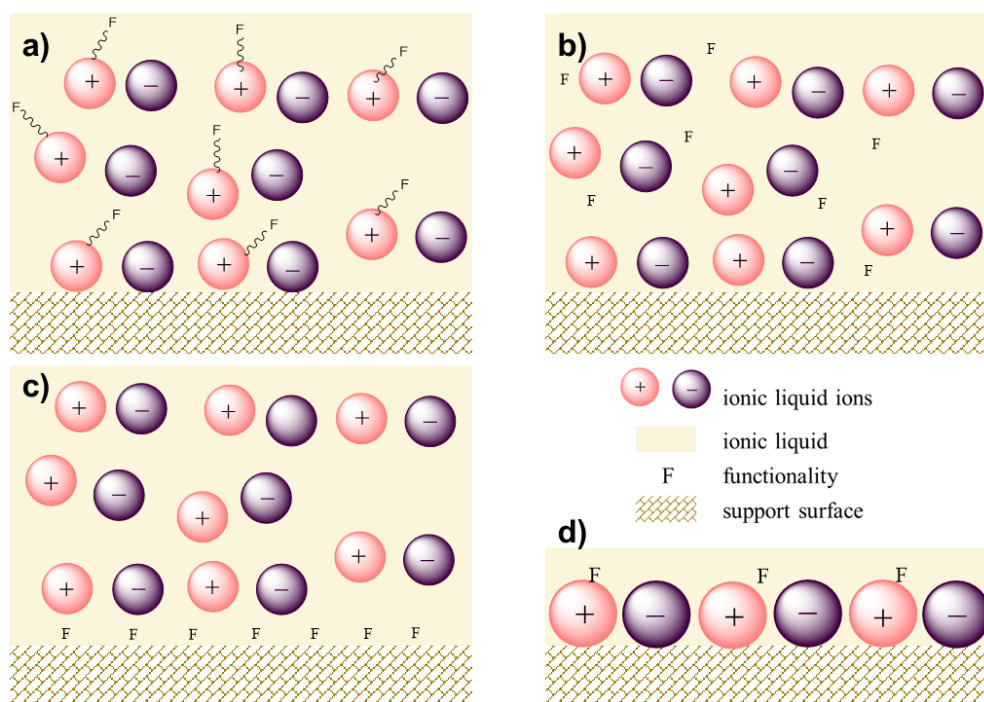 a)
F F F
+ − + − + −
F F
+ − + −
F F F
+ −
+ − + −
b)
F F
+ − + − + −
F F
+ − + −
F F
+ −
+ − + −
F
c)
+ − + + −
+ − + −
+ −
+ − + −
F F F F F F F
+ − ionic liquid ions
ionic liquid
F functionality
support surface
d)
F F F
+ − + − + −